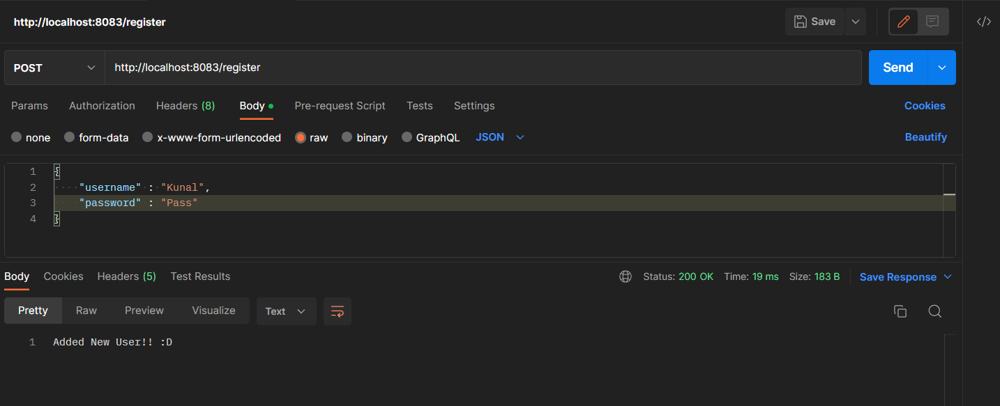 http://localhost:8083/register
Save
POST
http://localhost:8083/register
Send
Params Authorization Headers (8) Body Pre-request Script Tests Settings Cookies
none form-data x-www-form-urlencoded raw binary GraphQL JSON Beautify
1 {
2 "username" : "Kunal",
3 "password" : "Pass"
4 }
Body Cookies Headers (5) Test Results Status: 200 OK Time: 19 ms Size: 183 B Save Response
Pretty Raw Preview Visualize Text
1 Added New User!! :D